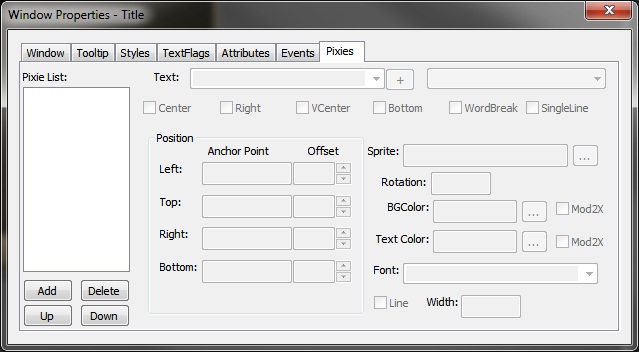 Window Properties - Title
Window Tooltip Styles TextFlags Attributes Events Pixies
Pixie List: Text: +
Center Right VCenter Bottom WordBreak SingleLine
Position
Anchor Point Offset Sprite: ...
Left:
Rotation:
Top: BGColor: ... Mod2X
Right: Text Color: ... Mod2X
Bottom: Font:
Add Delete Line Width:
Up Down